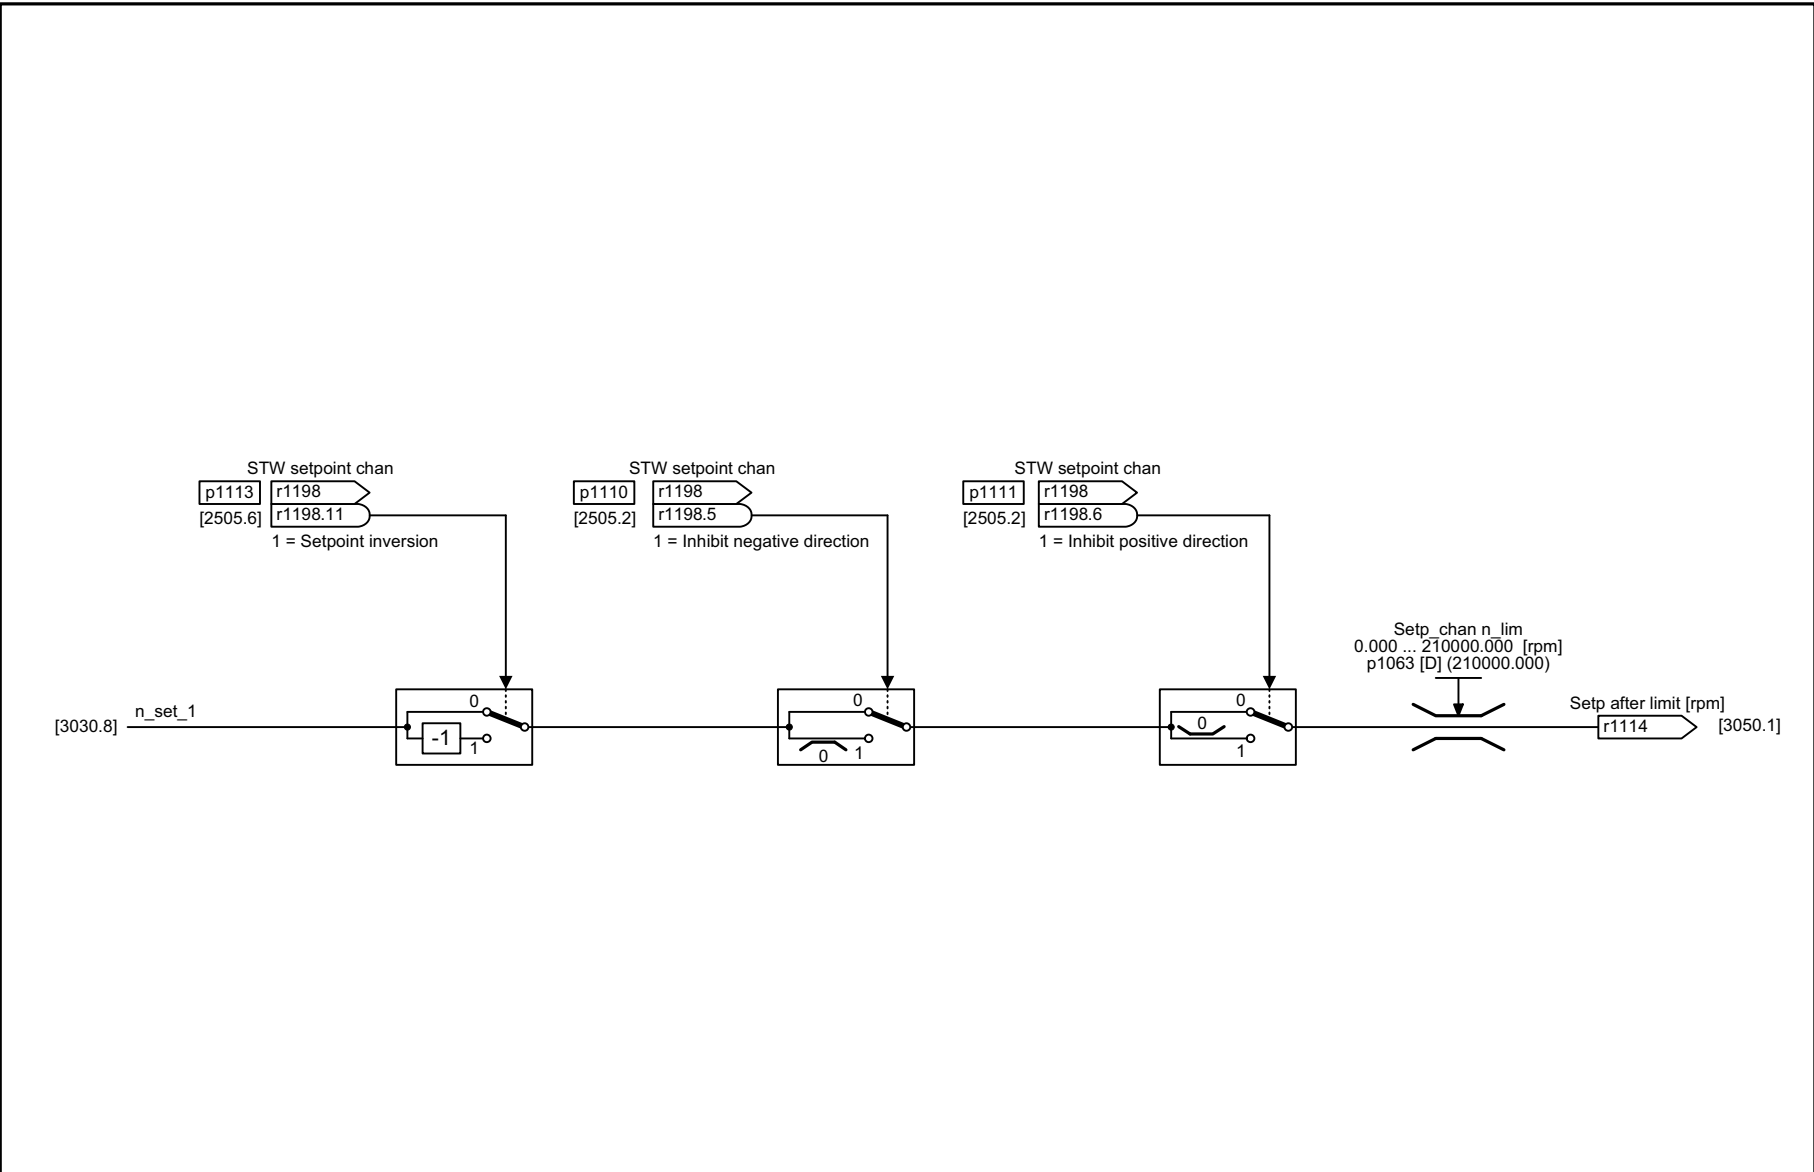 STW setpoint chan
p1113
r1198
[2505.6]
r1198.11
1 = Setpoint inversion
STW setpoint chan
p1110
r1198
[2505.2]
r1198.5
1 = Inhibit negative direction
STW setpoint chan
p1111
r1198
[2505.2]
r1198.6
1 = Inhibit positive direction
Setp_chan n_lim
0.000 ... 210000.000 [rpm]
p1063 [D] (210000.000)
[3030.8]
n_set_1
0
-1
1
0
0
1
0
0
1
Setp after limit [rpm]
r1114
[3050.1]